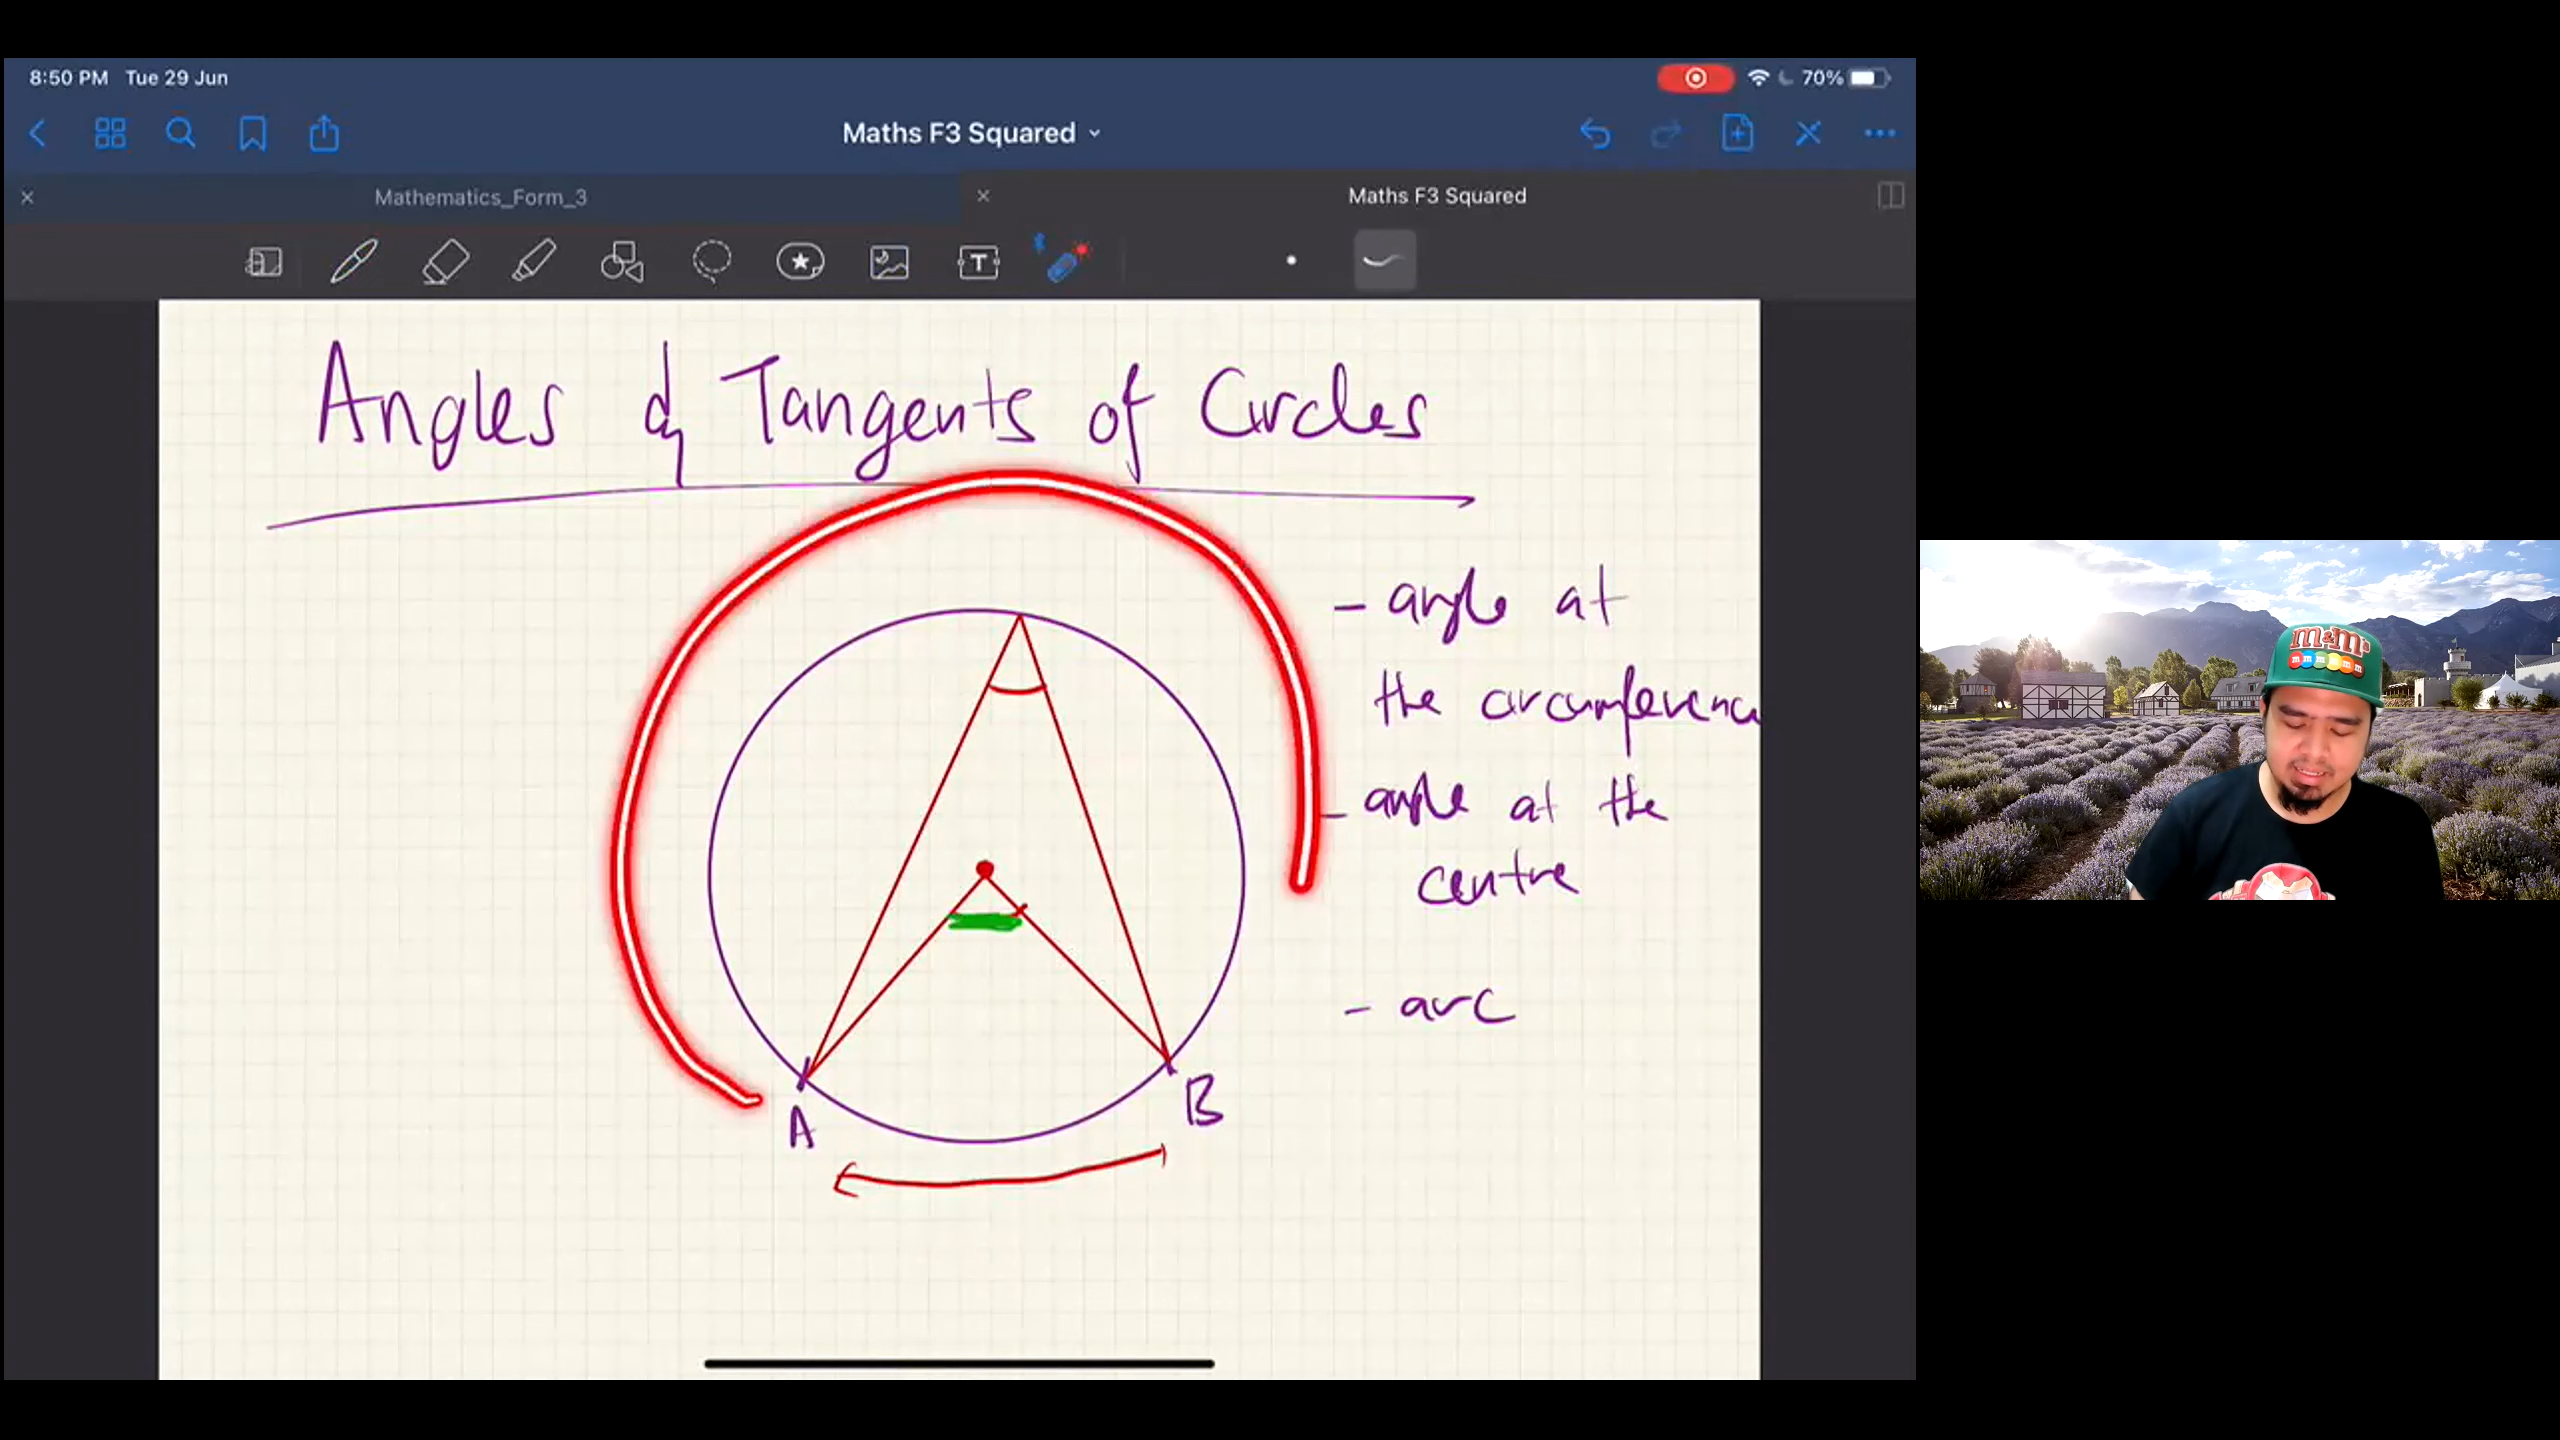 8:50 PM Tue 29 Jun
70%
Maths F3 Squared
Mathematics_Form_3
Maths F3 Squared
T
Angles & Tangents of Circles
- angle at
the circumference
- angle at the
centre
- arc
A
B
m&m's
mmmmm